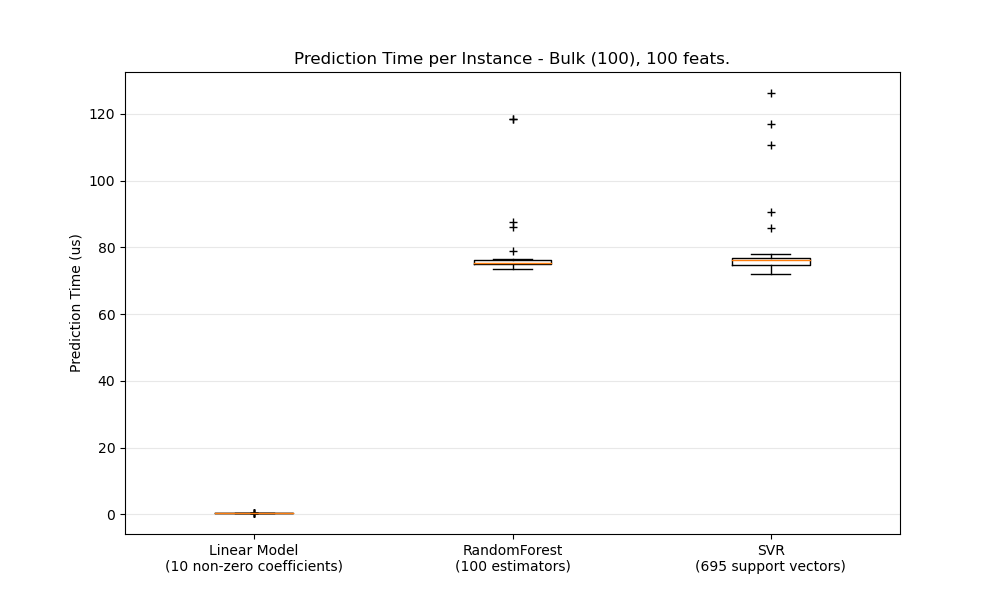 Prediction Time per Instance - Bulk (100), 100 feats.
Prediction Time (us)
120
100
80
60
40
20
0
Linear Model
(10 non-zero coefficients)
RandomForest
(100 estimators)
SVR
(695 support vectors)